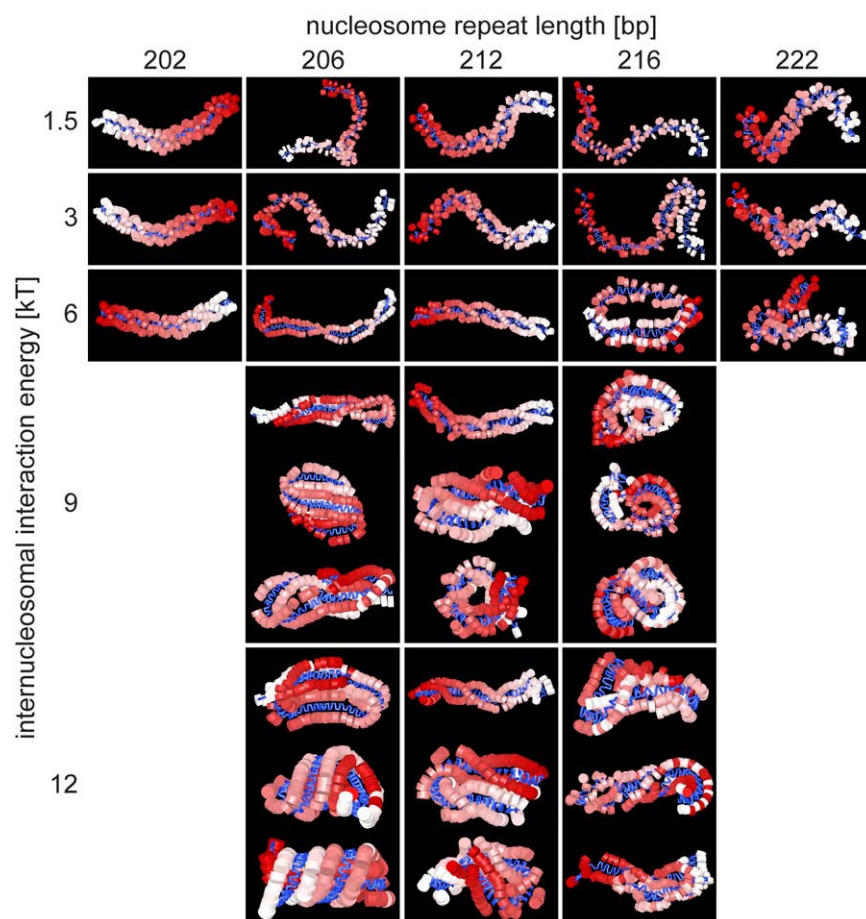 nucleosome repeat length [bp]
202 206 212 216 222
internucleosomal interaction energy [kT]
1.5
3
6
9
12